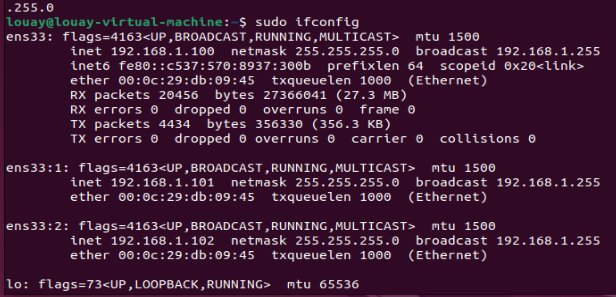 .255.0
louay@louay-virtual-machine:~$ sudo ifconfig
ens33: flags=4163<UP,BROADCAST,RUNNING,MULTICAST>  mtu 1500
        inet 192.168.1.100  netmask 255.255.255.0  broadcast 192.168.1.255
        inet6 fe80::c537:570:8937:300b  prefixlen 64  scopeid 0x20<link>
        ether 00:0c:29:db:09:45  txqueuelen 1000  (Ethernet)
        RX packets 20456  bytes 27366041 (27.3 MB)
        RX errors 0  dropped 0  overruns 0  frame 0
        TX packets 4434  bytes 356330 (356.3 KB)
        TX errors 0  dropped 0 overruns 0  carrier 0  collisions 0
ens33:1: flags=4163<UP,BROADCAST,RUNNING,MULTICAST>  mtu 1500
        inet 192.168.1.101  netmask 255.255.255.0  broadcast 192.168.1.255
        ether 00:0c:29:db:09:45  txqueuelen 1000  (Ethernet)
ens33:2: flags=4163<UP,BROADCAST,RUNNING,MULTICAST>  mtu 1500
        inet 192.168.1.102  netmask 255.255.255.0  broadcast 192.168.1.255
        ether 00:0c:29:db:09:45  txqueuelen 1000  (Ethernet)
lo: flags=73<UP,LOOPBACK,RUNNING>  mtu 65536